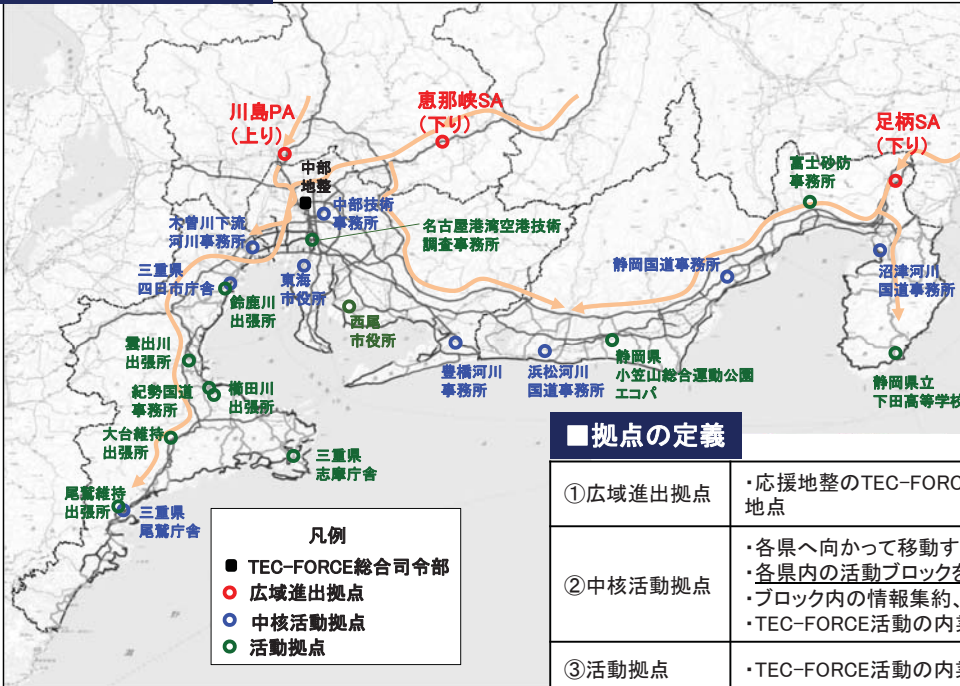 川島PA
(上り)
恵那峡SA
(下り)
足柄SA
(下り)
中部
地整
富士砂防
事務所
中部技術
事務所
木曽川下流
河川事務所
名古屋港湾空港技術
調査事務所
三重県
四日市庁舎
東海
市役所
静岡国道事務所
沼津河川
国道事務所
鈴鹿川
出張所
西尾
市役所
雲出川
出張所
豊橋河川
事務所
浜松河川
国道事務所
静岡県
小笠山総合運動公園
エコパ
静岡県立
下田高等学校
紀勢国道
事務所
櫛田川
出張所
大台維持
出張所
三重県
志摩庁舎
尾鷲維持
出張所
三重県
尾鷲庁舎
凡例
TEC-FORCE総合司令部
広域進出拠点
中核活動拠点
活動拠点
■拠点の定義
①広域進出拠点
・応援地整のTEC-FORC
地点
②中核活動拠点
・各県へ向かって移動す
・各県内の活動ブロックを
・ブロック内の情報集約、
・TEC-FORCE活動の内業
③活動拠点
・TEC-FORCE活動の内業